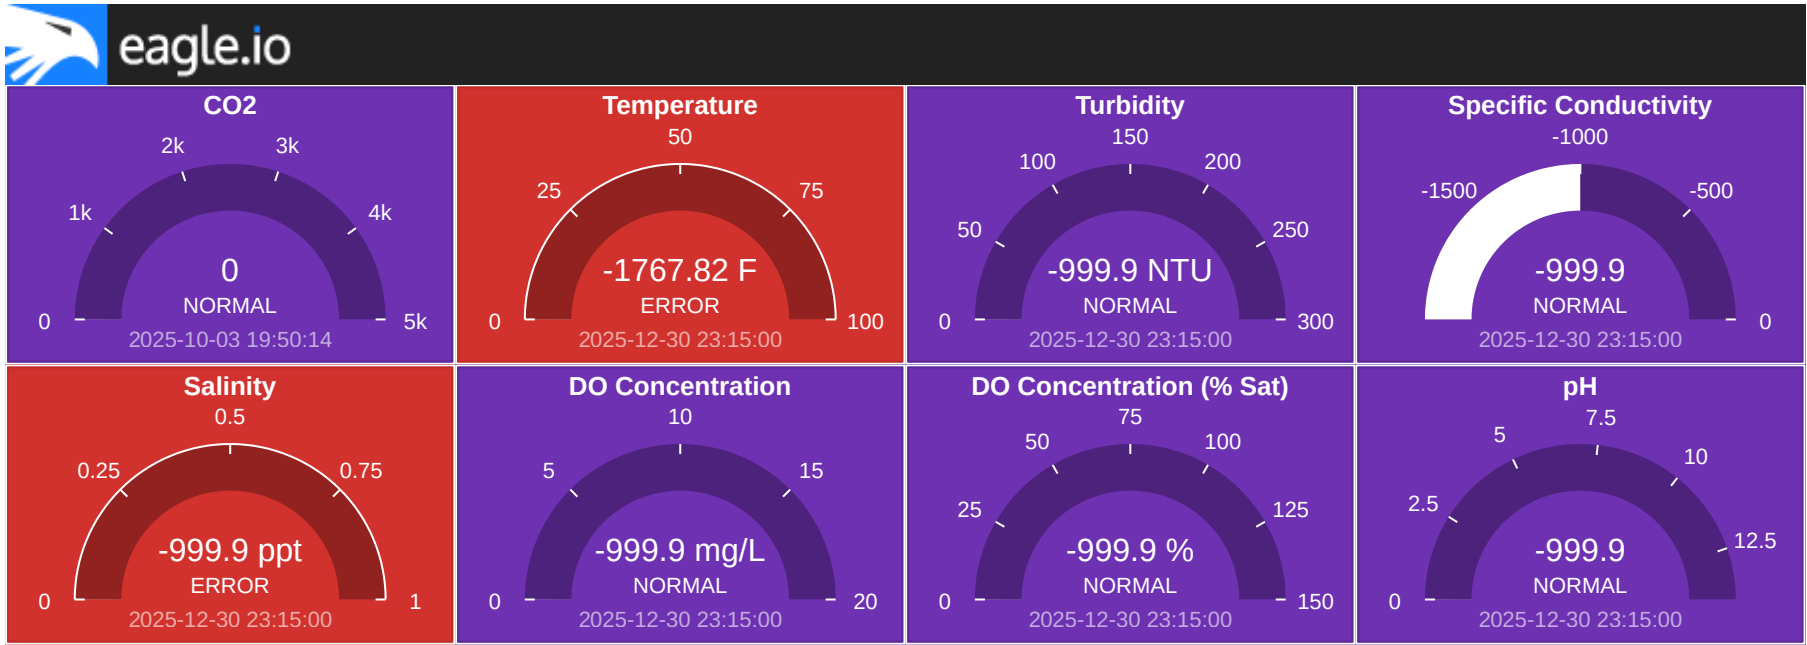 eagle.io
CO2
2k
3k
1k
4k
0
NORMAL
0
5k
2025-10-03 19:50:14
Temperature
50
25
75
-1767.82 F
ERROR
0
100
2025-12-30 23:15:00
Turbidity
150
100
200
50
250
-999.9 NTU
NORMAL
0
300
2025-12-30 23:15:00
Specific Conductivity
-1000
-1500
-500
-999.9
NORMAL
0
2025-12-30 23:15:00
Salinity
0.5
0.25
0.75
-999.9 ppt
ERROR
0
1
2025-12-30 23:15:00
DO Concentration
10
5
15
-999.9 mg/L
NORMAL
0
20
2025-12-30 23:15:00
DO Concentration (% Sat)
75
50
100
25
125
-999.9 %
NORMAL
0
150
2025-12-30 23:15:00
pH
7.5
5
10
2.5
12.5
-999.9
NORMAL
0
2025-12-30 23:15:00